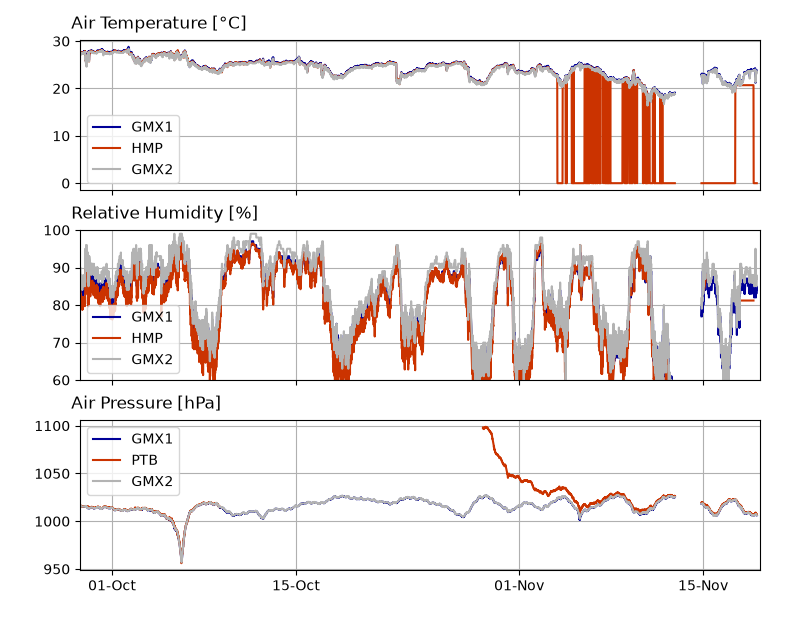 Air Temperature [°C]
30
20
10
0
GMX1
HMP
GMX2
Relative Humidity [%]
100
90
80
70
60
GMX1
HMP
GMX2
Air Pressure [hPa]
1100
1050
1000
950
GMX1
PTB
GMX2
01-Oct 15-Oct 01-Nov 15-Nov